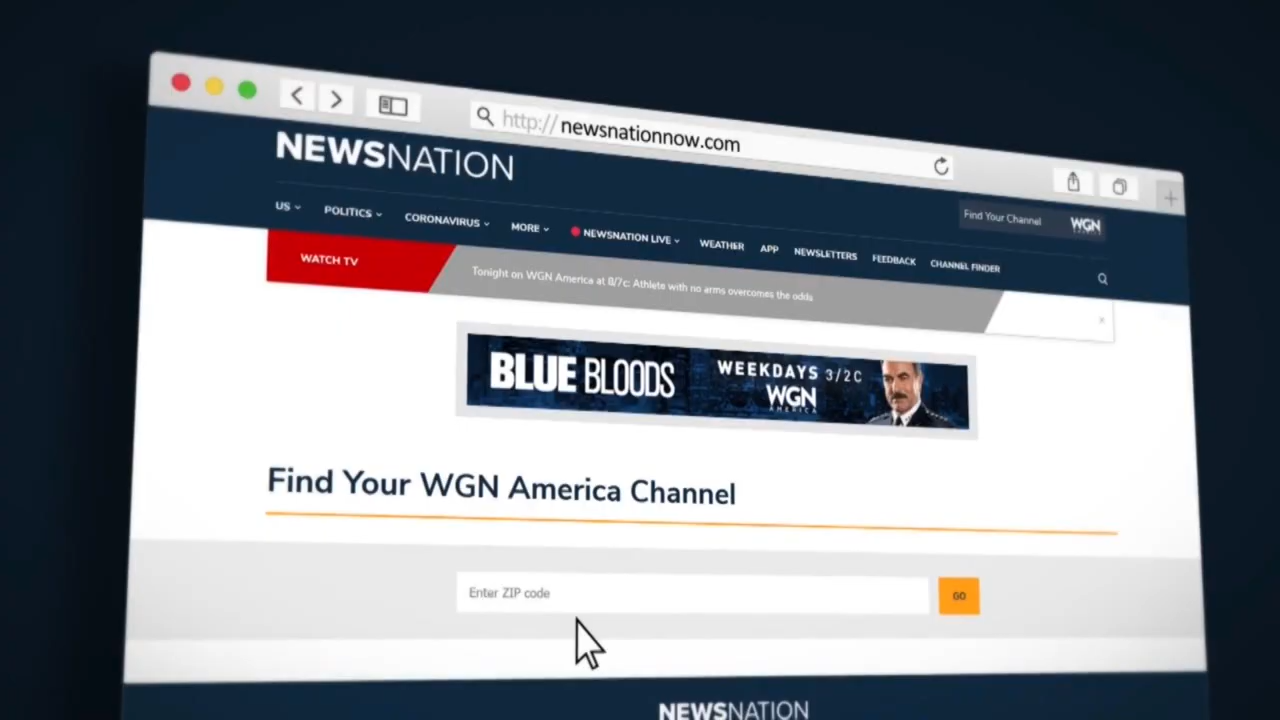 http:// newsnationnow.com
NEWSNATION
Find Your Channel WGN
US POLITICS CORONAVIRUS MORE NEWSNATION LIVE WEATHER APP NEWSLETTERS FEEDBACK CHANNEL FINDER
WATCH TV
Tonight on WGN America at 8/7c: Athlete with no arms overcomes the odds
BLUE BLOODS
WEEKDAYS 3/2C
WGN
AMERICA
Find Your WGN America Channel
Enter ZIP code
GO
NEWSNATION